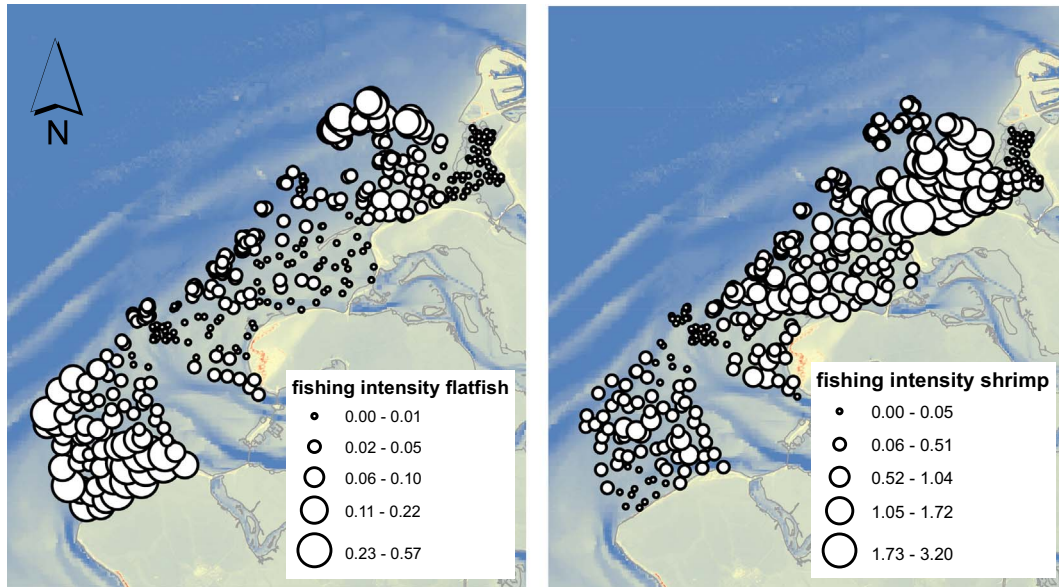 N
fishing intensity flatfish
0.00 - 0.01
0.02 - 0.05
0.06 - 0.10
0.11 - 0.22
0.23 - 0.57
fishing intensity shrimp
0.00 - 0.05
0.06 - 0.51
0.52 - 1.04
1.05 - 1.72
1.73 - 3.20